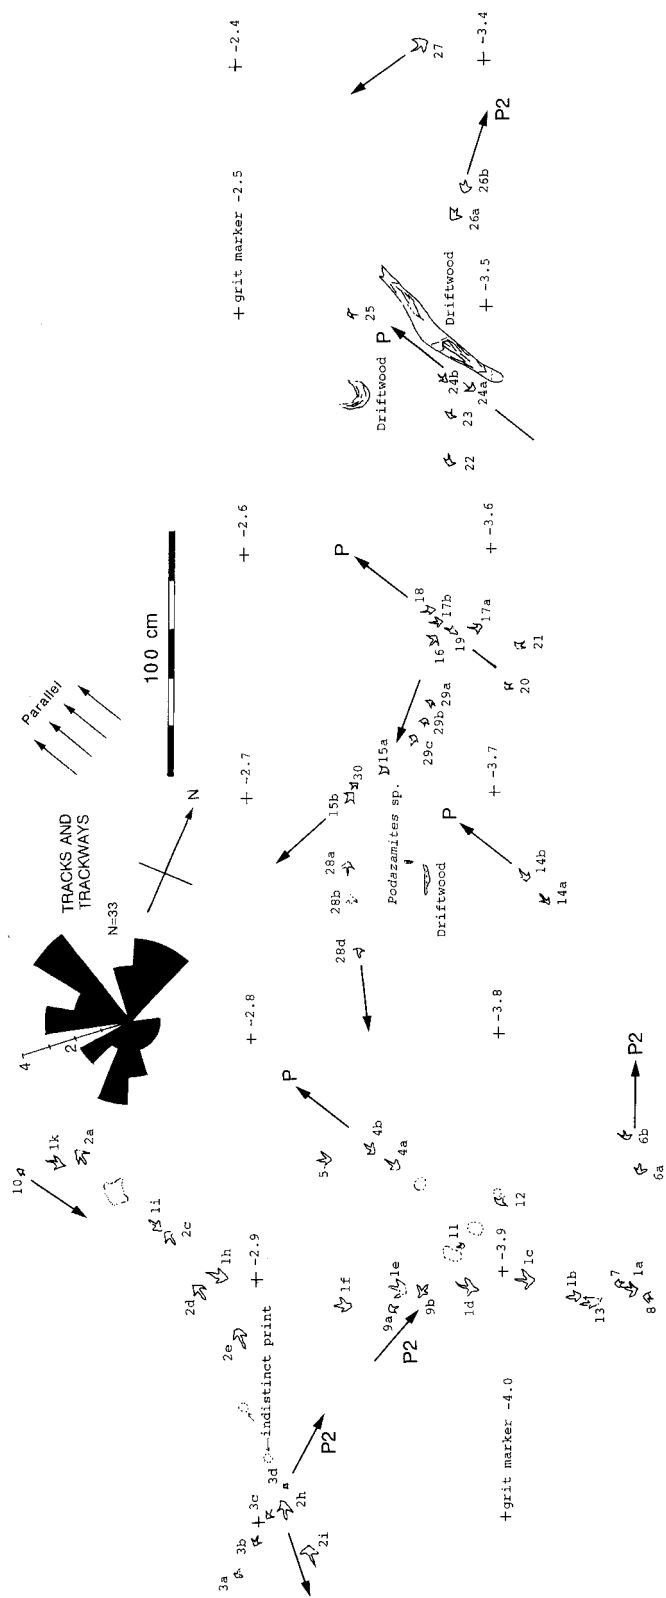 10
1k
2a
4
2
TRACKS AND
TRACKWAYS
N=33
N
Parallel
100 cm
1i
2c
2d
1h
2e
3a
3b
3c
3d
2h
2i
indistinct print
P2
+ -2.9
+ -2.8
+ -2.7
+ -2.6
+grit marker -2.5
+ -2.4
P
5
4b
4a
1f
9a
1e
9b
P2
1d
11
12
28d
28b
28a
15b
30
15a
Podazamites sp.
Driftwood
29c
29b
29a
P
14b
14a
16
18
17b
19
17a
20
21
P
Driftwood
25
P
22
23
24a
24b
Driftwood
26a
26b
P2
27
+grit marker -4.0
+ -3.9
+ -3.8
+ -3.7
+ -3.6
+ -3.5
+ -3.4
1c
1b
13
7
1a
8
6a
6b
P2